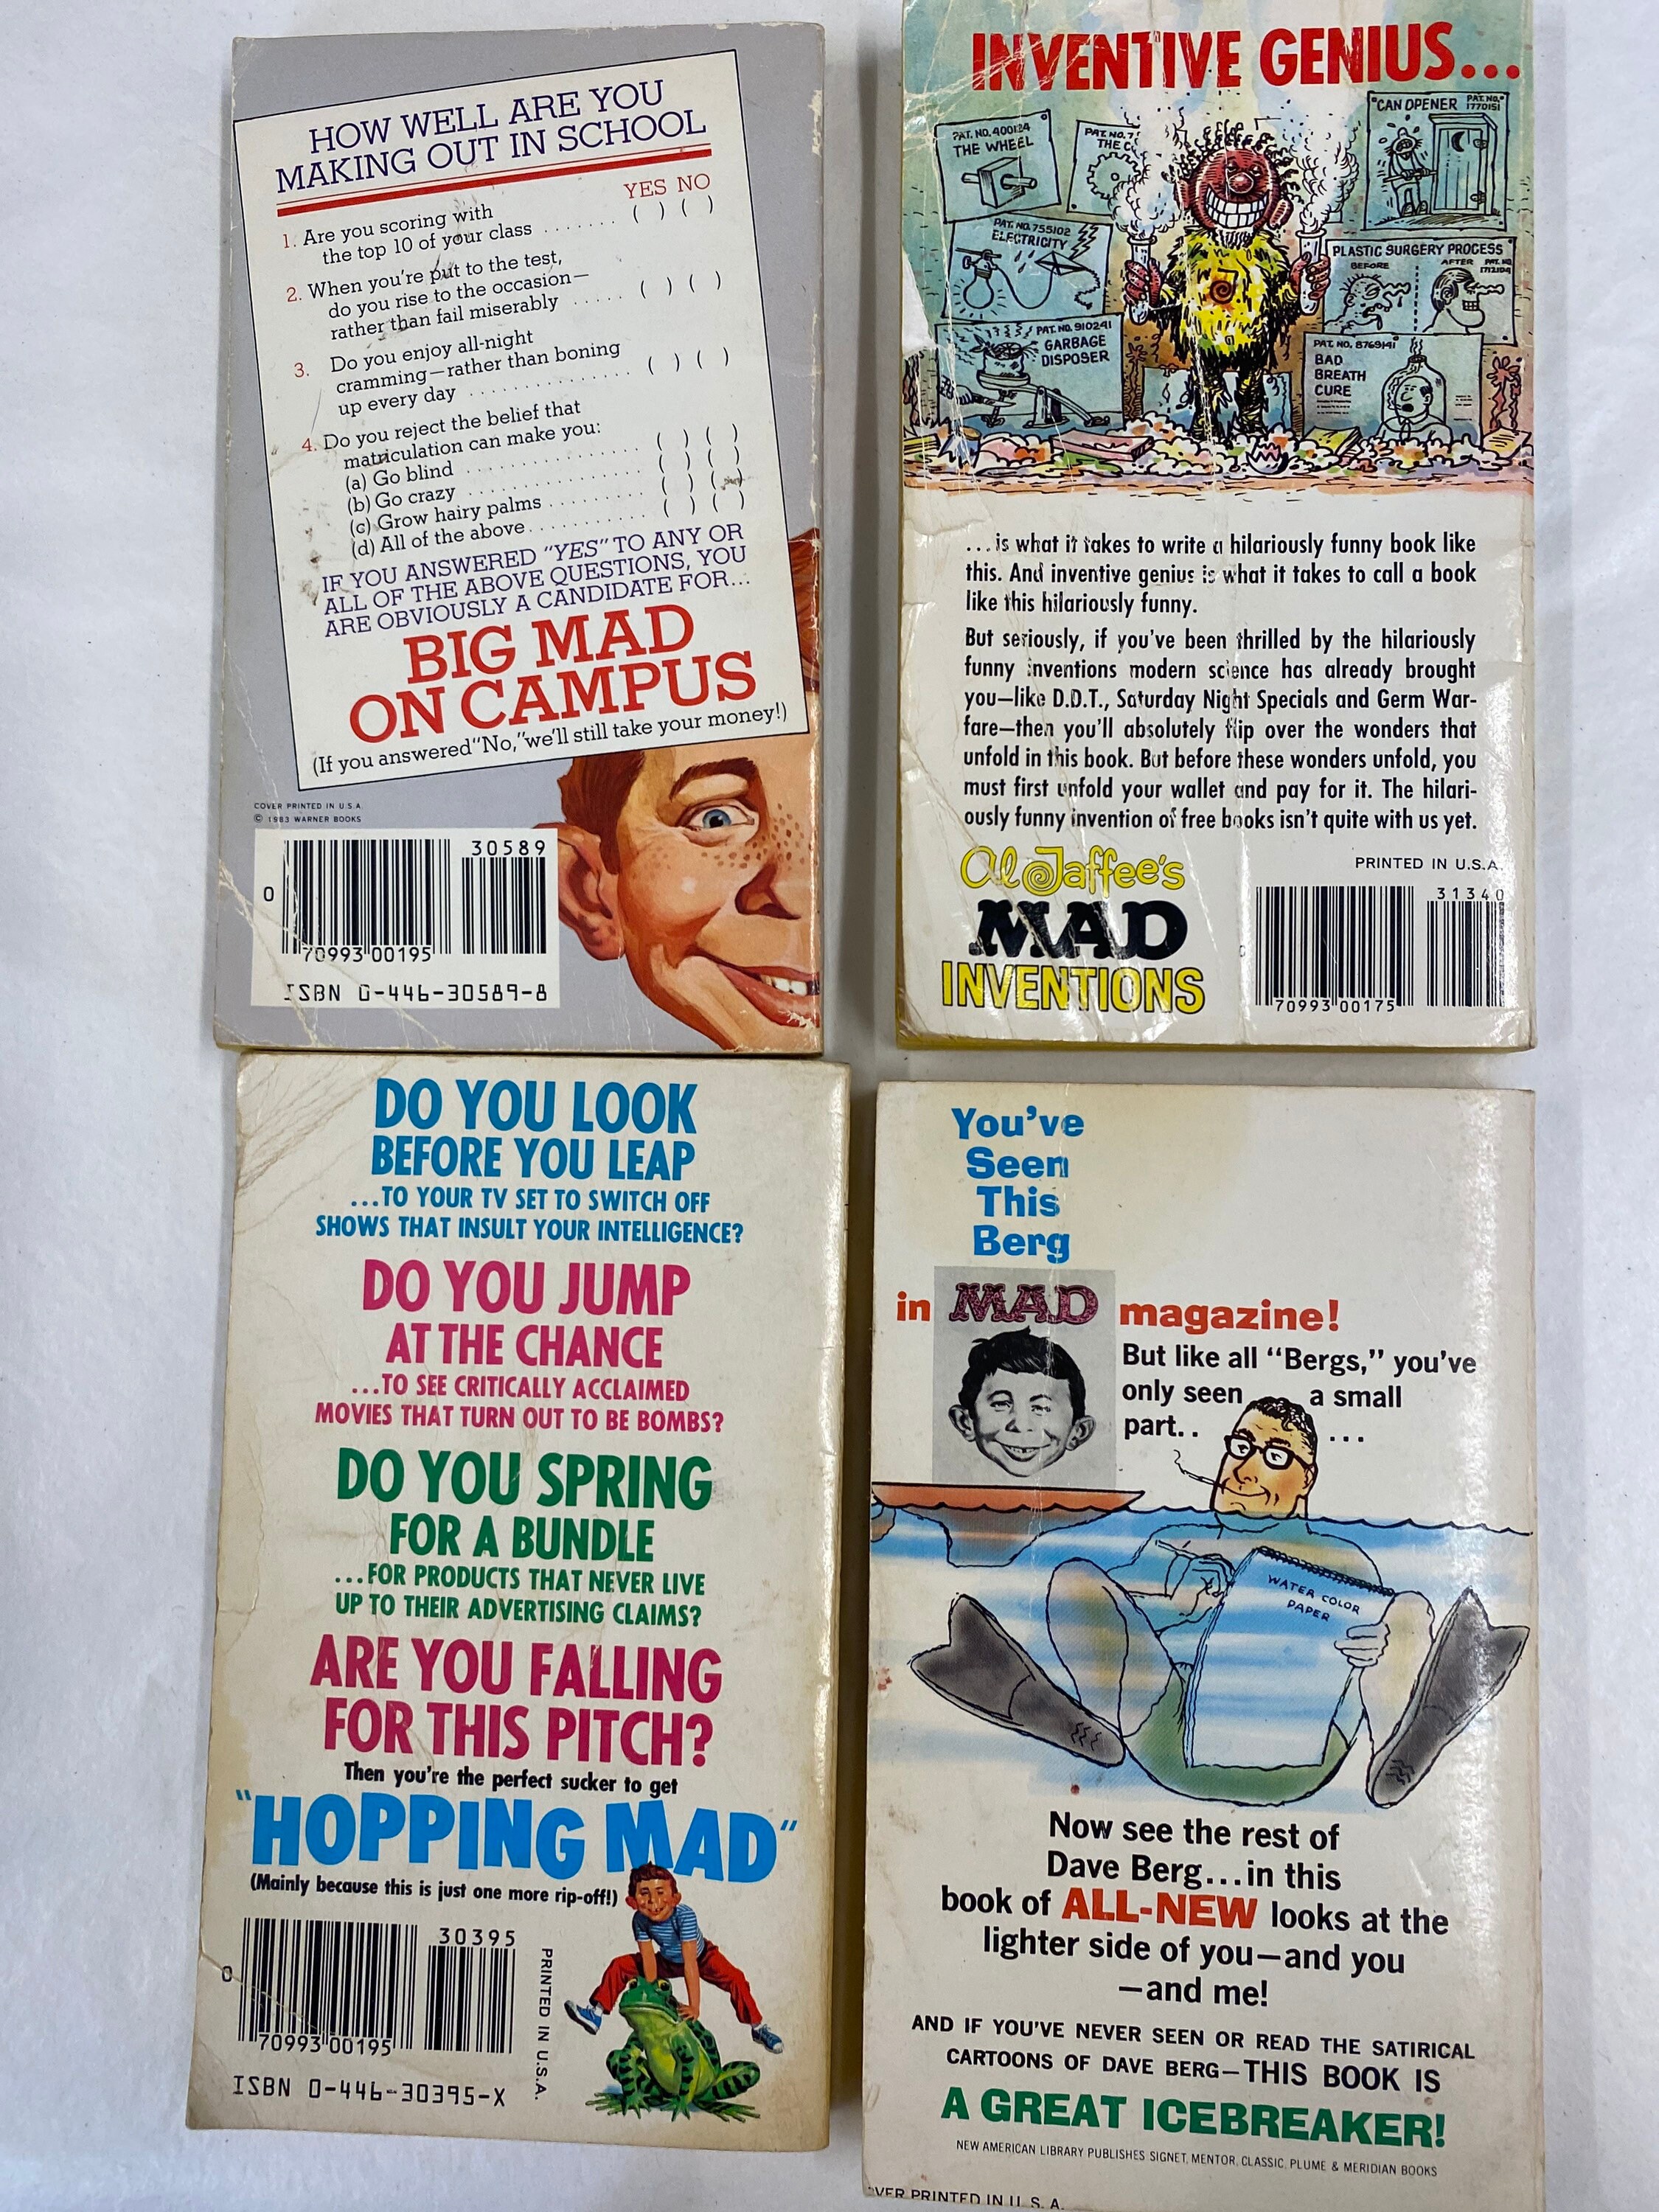 HOW WELL ARE YOU
MAKING OUT IN SCHOOL
YES NO
1. Are you scoring with
the top 10 of your class ........ ( ) ( )
2. When you're put to the test,
do you rise to the occasion—
rather than fail miserably ..... ( ) ( )
3. Do you enjoy all-night
cramming—rather than boning
up every day .............. ( ) ( )
4. Do you reject the belief that
matriculation can make you:
(a) Go blind .................. ( ) ( )
(b) Go crazy .................. ( ) ( )
(c) Grow hairy palms ......... ( ) ( )
(d) All of the above ............ ( ) ( )
IF YOU ANSWERED "YES" TO ANY OR
ALL OF THE ABOVE QUESTIONS, YOU
ARE OBVIOUSLY A CANDIDATE FOR...
BIG MAD
ON CAMPUS
(If you answered "No," we'll still take your money!)
COVER PRINTED IN U.S.A.
© 1983 WARNER BOOKS
30589
0
70993 00195
ISBN 0-446-30589-8
INVENTIVE GENIUS...
PAT. NO. 400124
THE WHEEL
PAT. NO. 7
THE C
"CAN OPENER"
PAT. NO.
1770151
PAT. NO. 755102
ELECTRICITY
PLASTIC SURGERY PROCESS
BEFORE
AFTER
PAT. NO.
1712104
PAT. NO. 910241
GARBAGE
DISPOSER
PAT. NO. 8769141
BAD
BREATH
CURE
...is what it takes to write a hilariously funny book like
this. And inventive genius is what it takes to call a book
like this hilariously funny.
But seriously, if you've been thrilled by the hilariously
funny inventions modern science has already brought
you—like D.D.T., Saturday Night Specials and Germ War-
fare—then you'll absolutely flip over the wonders that
unfold in this book. But before these wonders unfold, you
must first unfold your wallet and pay for it. The hilari-
ously funny invention of free books isn't quite with us yet.
Al Jaffee's
MAD
INVENTIONS
PRINTED IN U.S.A.
31340
0
70993 00175
DO YOU LOOK
BEFORE YOU LEAP
...TO YOUR TV SET TO SWITCH OFF
SHOWS THAT INSULT YOUR INTELLIGENCE?
DO YOU JUMP
AT THE CHANCE
...TO SEE CRITICALLY ACCLAIMED
MOVIES THAT TURN OUT TO BE BOMBS?
DO YOU SPRING
FOR A BUNDLE
...FOR PRODUCTS THAT NEVER LIVE
UP TO THEIR ADVERTISING CLAIMS?
ARE YOU FALLING
FOR THIS PITCH?
Then you're the perfect sucker to get
"HOPPING MAD"
(Mainly because this is just one more rip-off!)
30395
0
70993 00195
PRINTED IN U.S.A.
ISBN 0-446-30395-X
You've
Seen
This
Berg
in MAD magazine!
But like all "Bergs," you've
only seen a small
part.. ...
WATER COLOR
PAPER
Now see the rest of
Dave Berg...in this
book of ALL-NEW looks at the
lighter side of you—and you
—and me!
AND IF YOU'VE NEVER SEEN OR READ THE SATIRICAL
CARTOONS OF DAVE BERG—THIS BOOK IS
A GREAT ICEBREAKER!
NEW AMERICAN LIBRARY PUBLISHES SIGNET, MENTOR, CLASSIC, PLUME & MERIDIAN BOOKS
VER PRINTED IN U. S. A.